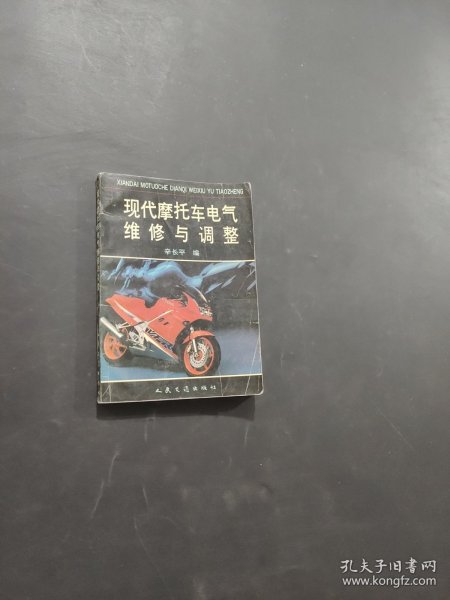 XIANDAI MOTUOCHE DIANQI WEIXIU YU TIAOZHENG
现代摩托车电气
维修与调整
辛长平 编
人民交通出版社
孔夫子旧书网
www.kongfz.com